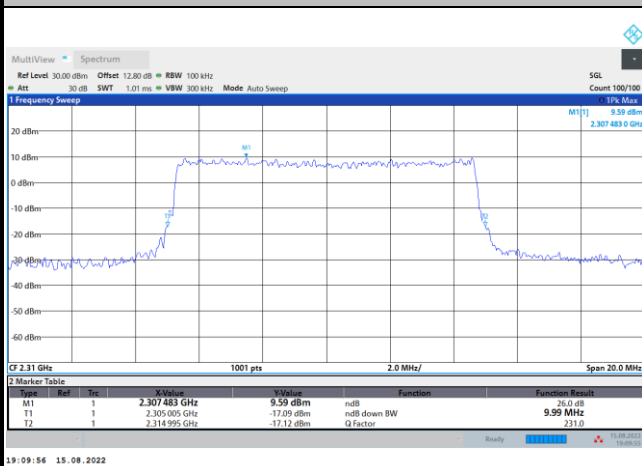 MultiView Spectrum
Ref Level 30.00 dBm Offset 12.80 dB RBW 100 kHz SGL
Att 30 dB SWT 1.01 ms VBW 300 kHz Mode Auto Sweep Count 100/100
1 Frequency Sweep 1Pk Max
M1[1] 9.59 dBm
2.307 483 0 GHz
20 dBm
M1
10 dBm
0 dBm
-10 dBm
T1 T2
-20 dBm
-30 dBm
-40 dBm
-50 dBm
-60 dBm
CF 2.31 GHz 1001 pts 2.0 MHz/ Span 20.0 MHz
2 Marker Table
Type Ref Trc X-Value Y-Value Function Function Result
M1 1 2.307 483 GHz 9.59 dBm ndB 26.0 dB
T1 1 2.305 005 GHz -17.09 dBm ndB down BW 9.99 MHz
T2 1 2.314 995 GHz -17.12 dBm Q Factor 231.0
Ready 15.08.2022
19:09:55
19:09:56 15.08.2022